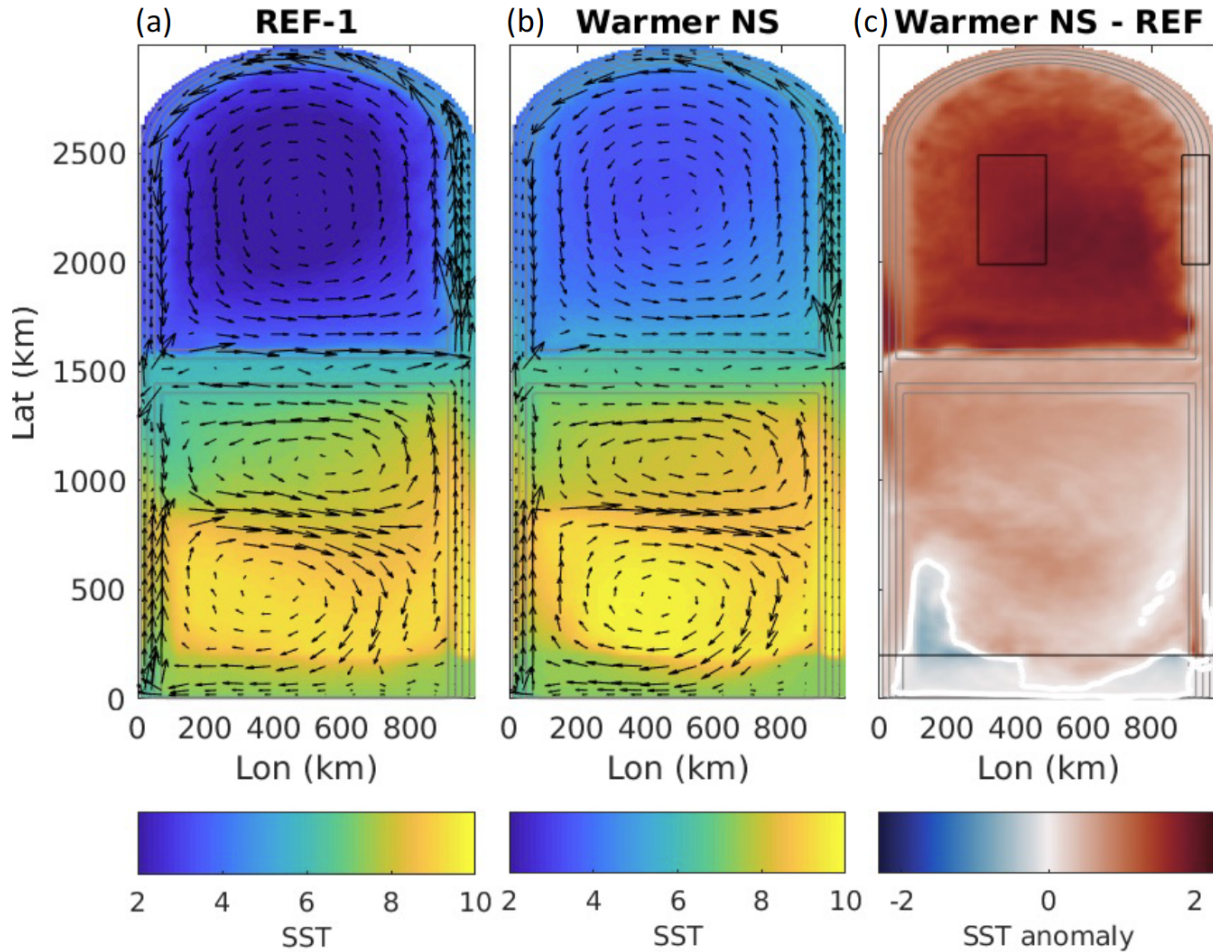 (a) REF-1 (b) Warmer NS (c) Warmer NS - REF
Lat (km)
2500
2000
1500
1000
500
0
0 200 400 600 800
0 200 400 600 800
0 200 400 600 800
Lon (km) Lon (km) Lon (km)
2 4 6 8 10
2 4 6 8 10
-2 0 2
SST SST SST anomaly